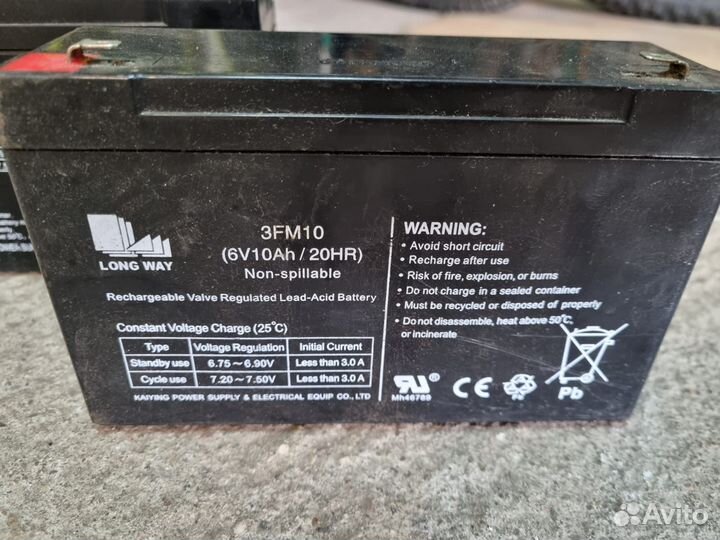 LONG WAY
3FM10
(6V10Ah / 20HR)
Non-spillable
Rechargeable Valve Regulated Lead-Acid Battery
Constant Voltage Charge (25℃)
Type Voltage Regulation Initial Current
Standby use 6.75～6.90V Less than 3.0 A
Cycle use 7.20～7.50V Less than 3.0 A
KAIYING POWER SUPPLY & ELECTRICAL EQUIP CO., LTD
WARNING:
• Avoid short circuit
• Recharge after use
• Risk of fire, explosion, or burns
• Do not charge in a sealed container
• Must be recycled or disposed of properly
• Do not disassemble, heat above 50℃,
or incinerate
RU ®
Mh46789
CE
Pb
Pb
Avito